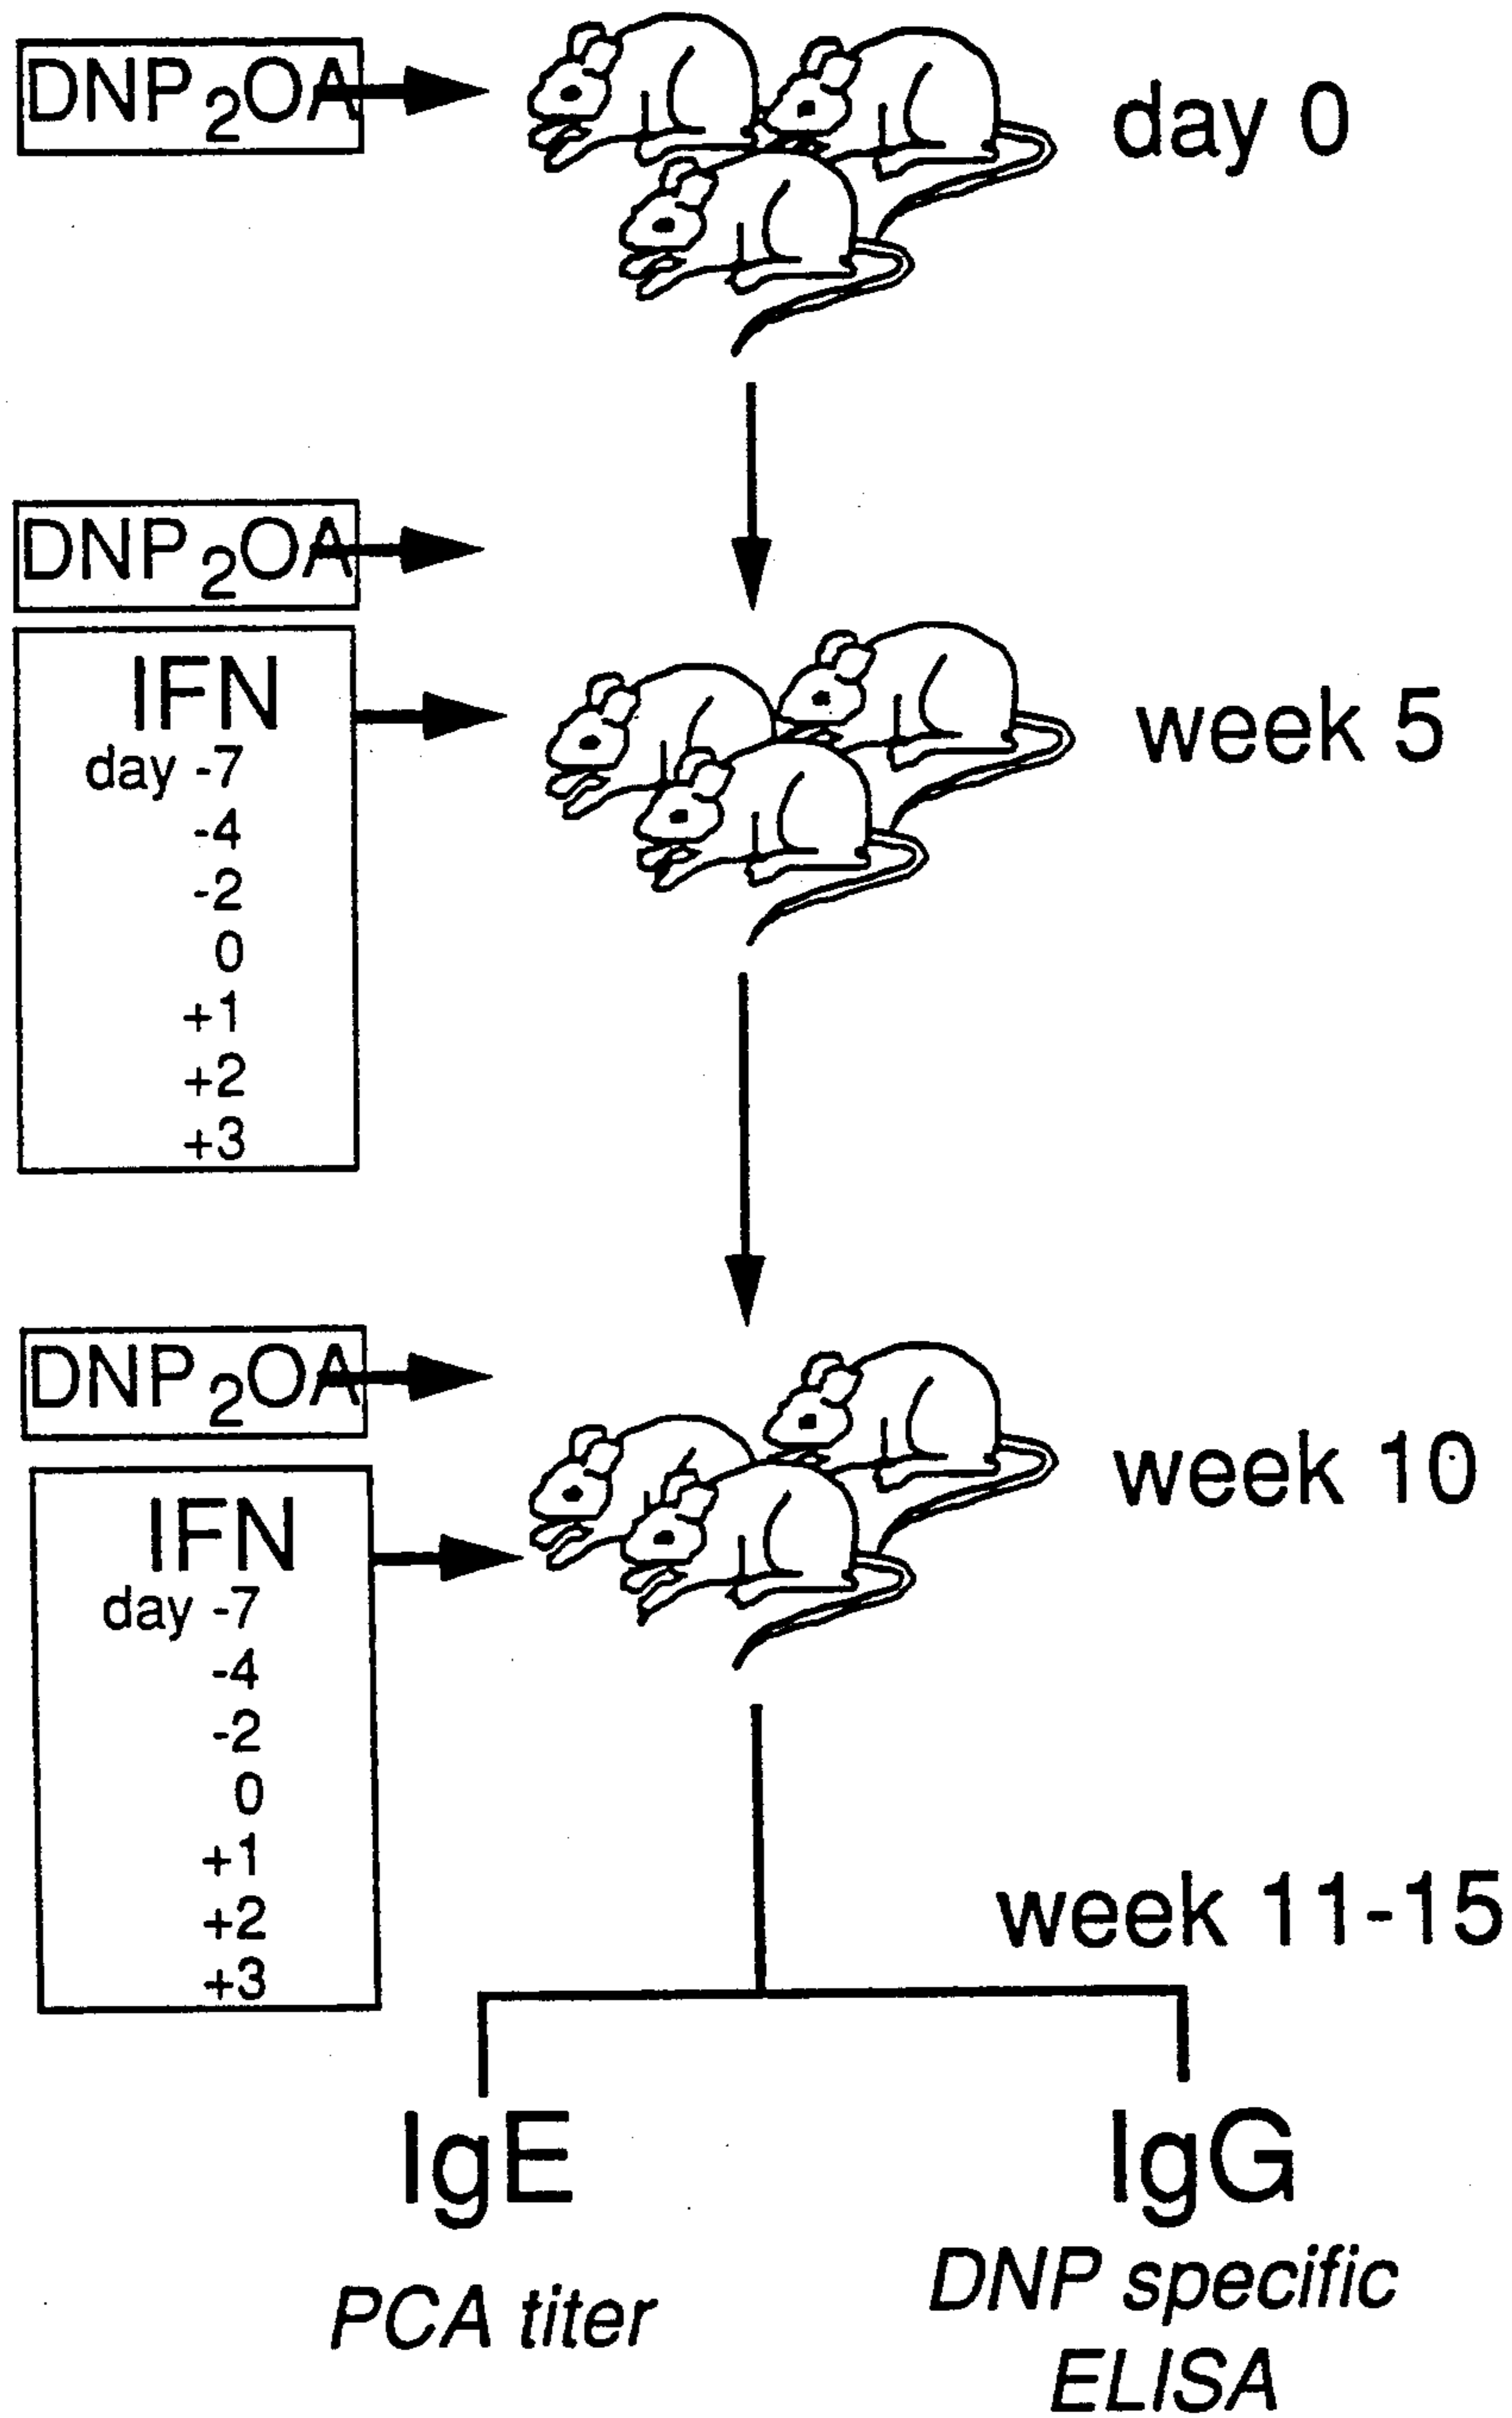 DNP2OA
day 0
DNP2OA
IFN
day -7
-4
-2
0
+1
+2
+3
week 5
DNP2OA
IFN
day -7
-4
-2
0
+1
+2
+3
week 10
week 11-15
IgE
PCA titer
IgG
DNP specific
ELISA